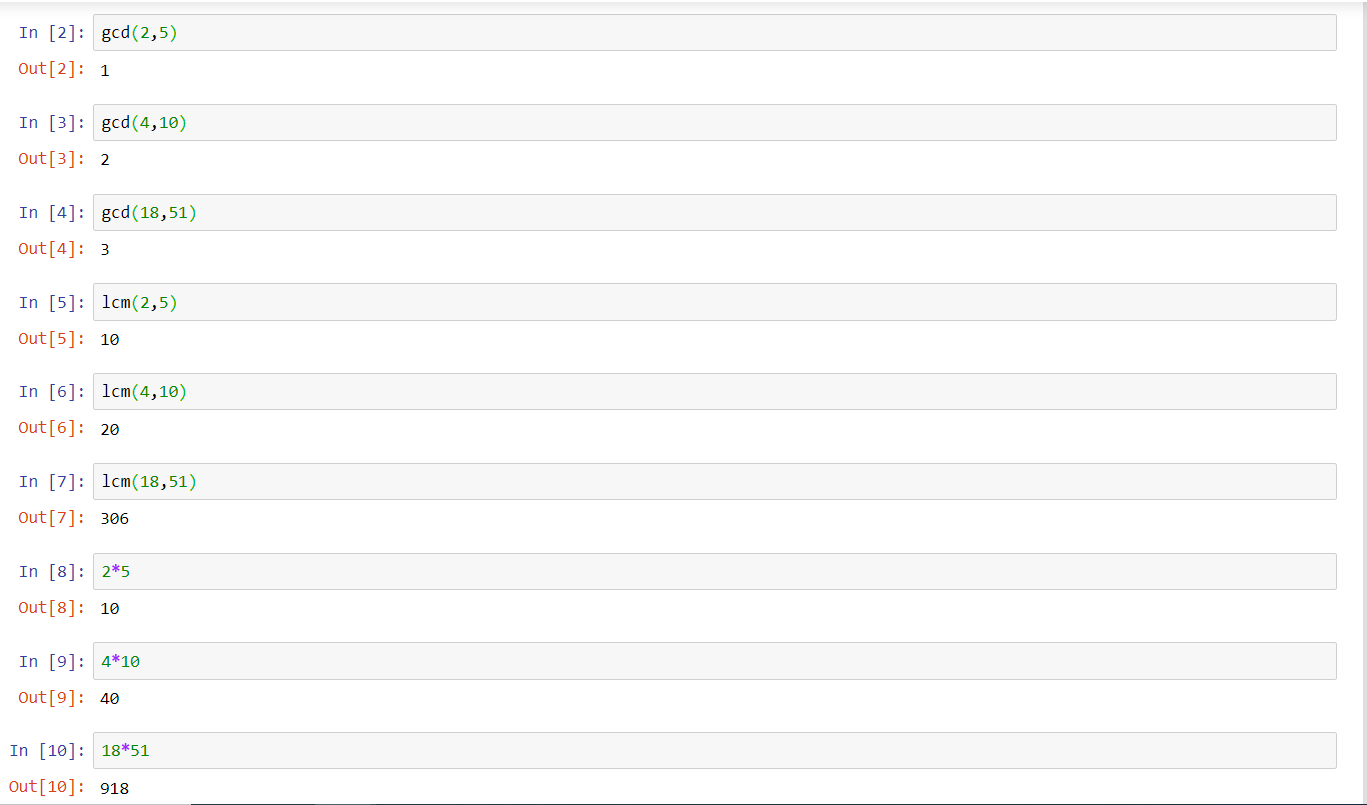 In [2]: gcd(2,5)
Out[2]: 1
In [3]: gcd(4,10)
Out[3]: 2
In [4]: gcd(18,51)
Out[4]: 3
In [5]: lcm(2,5)
Out[5]: 10
In [6]: lcm(4,10)
Out[6]: 20
In [7]: lcm(18,51)
Out[7]: 306
In [8]: 2*5
Out[8]: 10
In [9]: 4*10
Out[9]: 40
In [10]: 18*51
Out[10]: 918